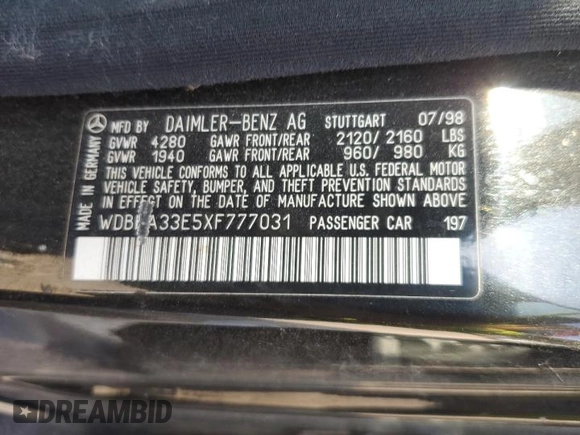 MFD BY DAIMLER-BENZ AG STUTTGART 07/98
GVWR 4280 GAWR FRONT/REAR 2120/ 2160 LBS
GVWR 1940 GAWR FRONT/REAR 960/ 980 KG
THIS VEHICLE CONFORMS TO ALL APPLICABLE U.S. FEDERAL MOTOR
VEHICLE SAFETY, BUMPER, AND THEFT PREVENTION STANDARDS
IN EFFECT ON THE DATE OF MANUFACTURE SHOWN ABOVE
PASSENGER CAR 197
MADE IN GERMANY
DREAMBID